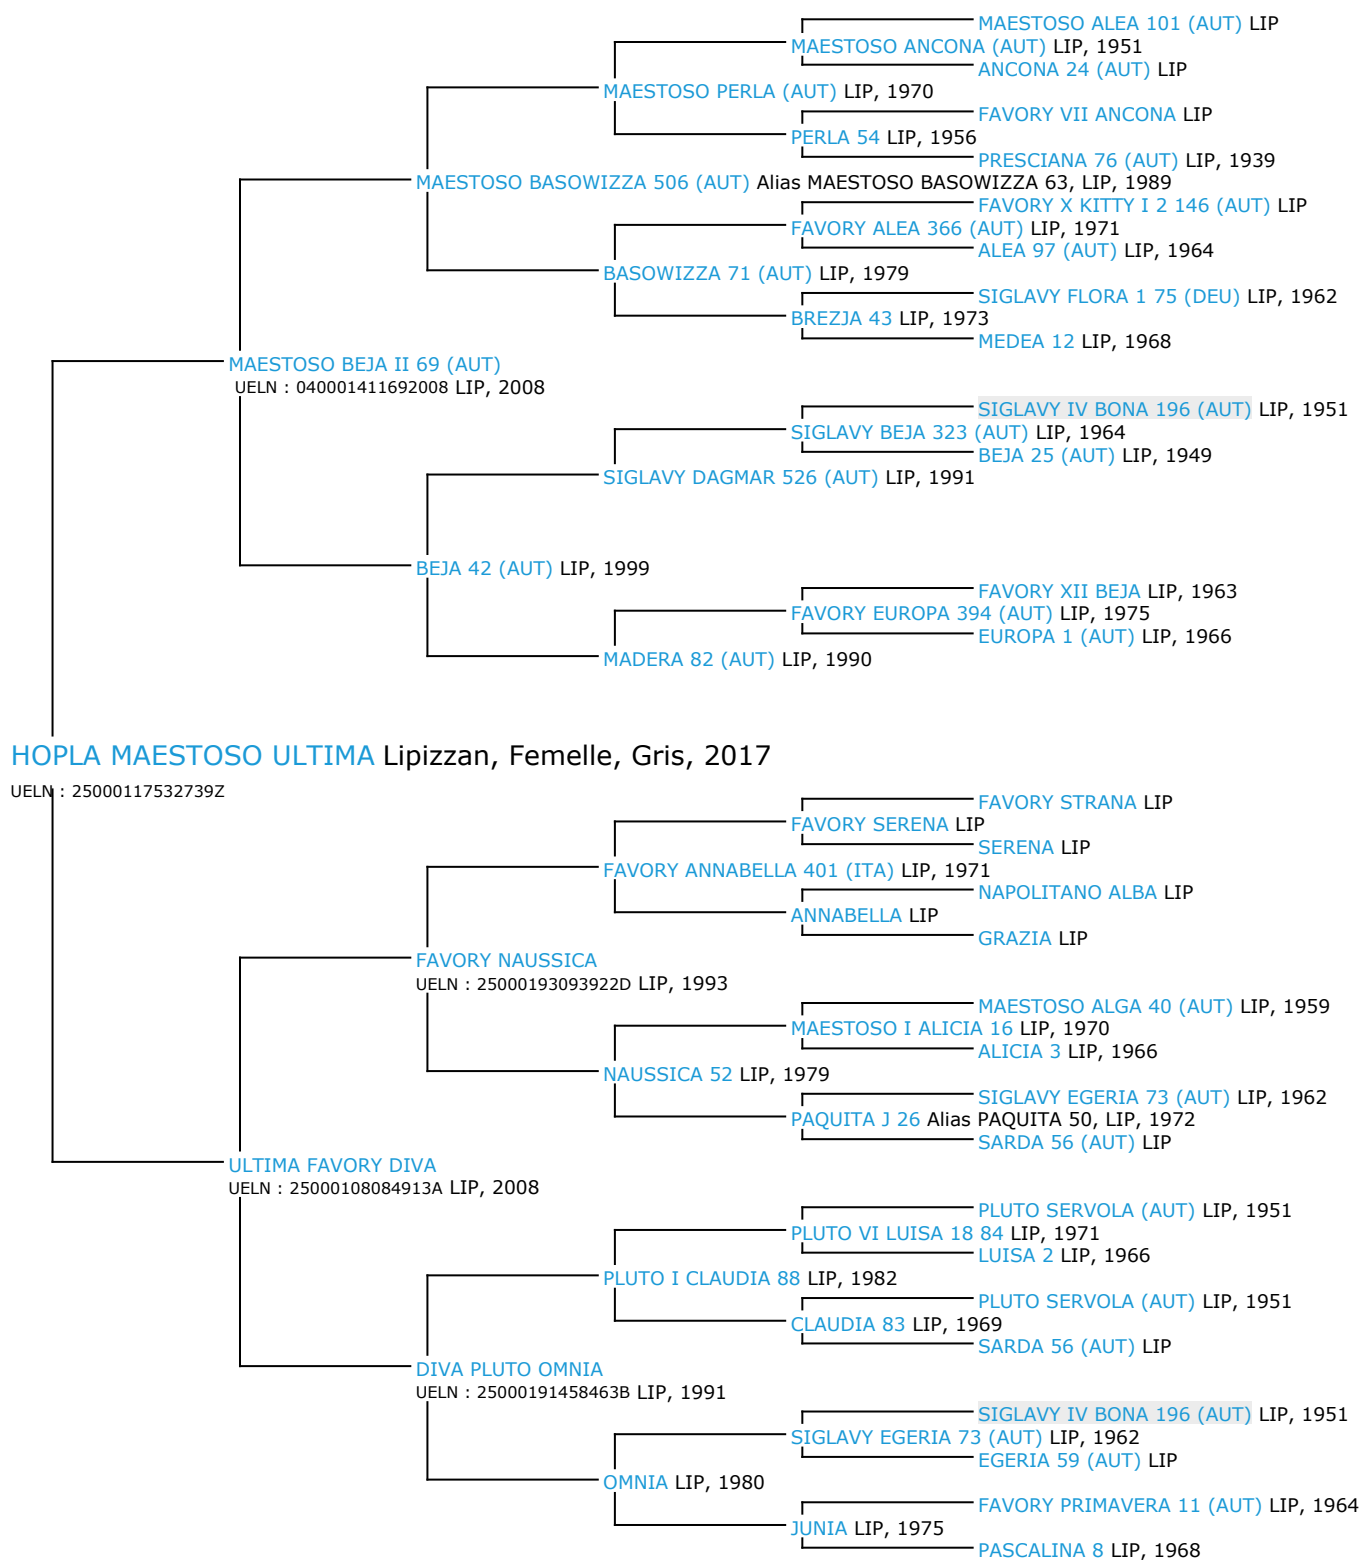 MAESTOSO ALEA 101 (AUT) LIP
MAESTOSO ANCONA (AUT) LIP, 1951
ANCONA 24 (AUT) LIP
MAESTOSO PERLA (AUT) LIP, 1970
FAVORY VII ANCONA LIP
PERLA 54 LIP, 1956
PRESCIANA 76 (AUT) LIP, 1939
MAESTOSO BASOWIZZA 506 (AUT) Alias MAESTOSO BASOWIZZA 63, LIP, 1989
FAVORY X KITTY I 2 146 (AUT) LIP
FAVORY ALEA 366 (AUT) LIP, 1971
ALEA 97 (AUT) LIP, 1964
BASOWIZZA 71 (AUT) LIP, 1979
SIGLAVY FLORA 1 75 (DEU) LIP, 1962
BREZJA 43 LIP, 1973
MEDEA 12 LIP, 1968
MAESTOSO BEJA II 69 (AUT)
UELN : 040001411692008 LIP, 2008
SIGLAVY IV BONA 196 (AUT) LIP, 1951
SIGLAVY BEJA 323 (AUT) LIP, 1964
BEJA 25 (AUT) LIP, 1949
SIGLAVY DAGMAR 526 (AUT) LIP, 1991
BEJA 42 (AUT) LIP, 1999
FAVORY XII BEJA LIP, 1963
FAVORY EUROPA 394 (AUT) LIP, 1975
EUROPA 1 (AUT) LIP, 1966
MADERA 82 (AUT) LIP, 1990
HOPLA MAESTOSO ULTIMA Lipizzan, Femelle, Gris, 2017
UELN : 25000117532739Z
FAVORY STRANA LIP
FAVORY SERENA LIP
SERENA LIP
FAVORY ANNABELLA 401 (ITA) LIP, 1971
NAPOLITANO ALBA LIP
ANNABELLA LIP
GRAZIA LIP
FAVORY NAUSSICA
UELN : 25000193093922D LIP, 1993
MAESTOSO ALGA 40 (AUT) LIP, 1959
MAESTOSO I ALICIA 16 LIP, 1970
ALICIA 3 LIP, 1966
NAUSSICA 52 LIP, 1979
SIGLAVY EGERIA 73 (AUT) LIP, 1962
PAQUITA J 26 Alias PAQUITA 50, LIP, 1972
SARDA 56 (AUT) LIP
ULTIMA FAVORY DIVA
UELN : 25000108084913A LIP, 2008
PLUTO SERVOLA (AUT) LIP, 1951
PLUTO VI LUISA 18 84 LIP, 1971
LUISA 2 LIP, 1966
PLUTO I CLAUDIA 88 LIP, 1982
PLUTO SERVOLA (AUT) LIP, 1951
CLAUDIA 83 LIP, 1969
SARDA 56 (AUT) LIP
DIVA PLUTO OMNIA
UELN : 25000191458463B LIP, 1991
SIGLAVY IV BONA 196 (AUT) LIP, 1951
SIGLAVY EGERIA 73 (AUT) LIP, 1962
EGERIA 59 (AUT) LIP
OMNIA LIP, 1980
FAVORY PRIMAVERA 11 (AUT) LIP, 1964
JUNIA LIP, 1975
PASCALINA 8 LIP, 1968